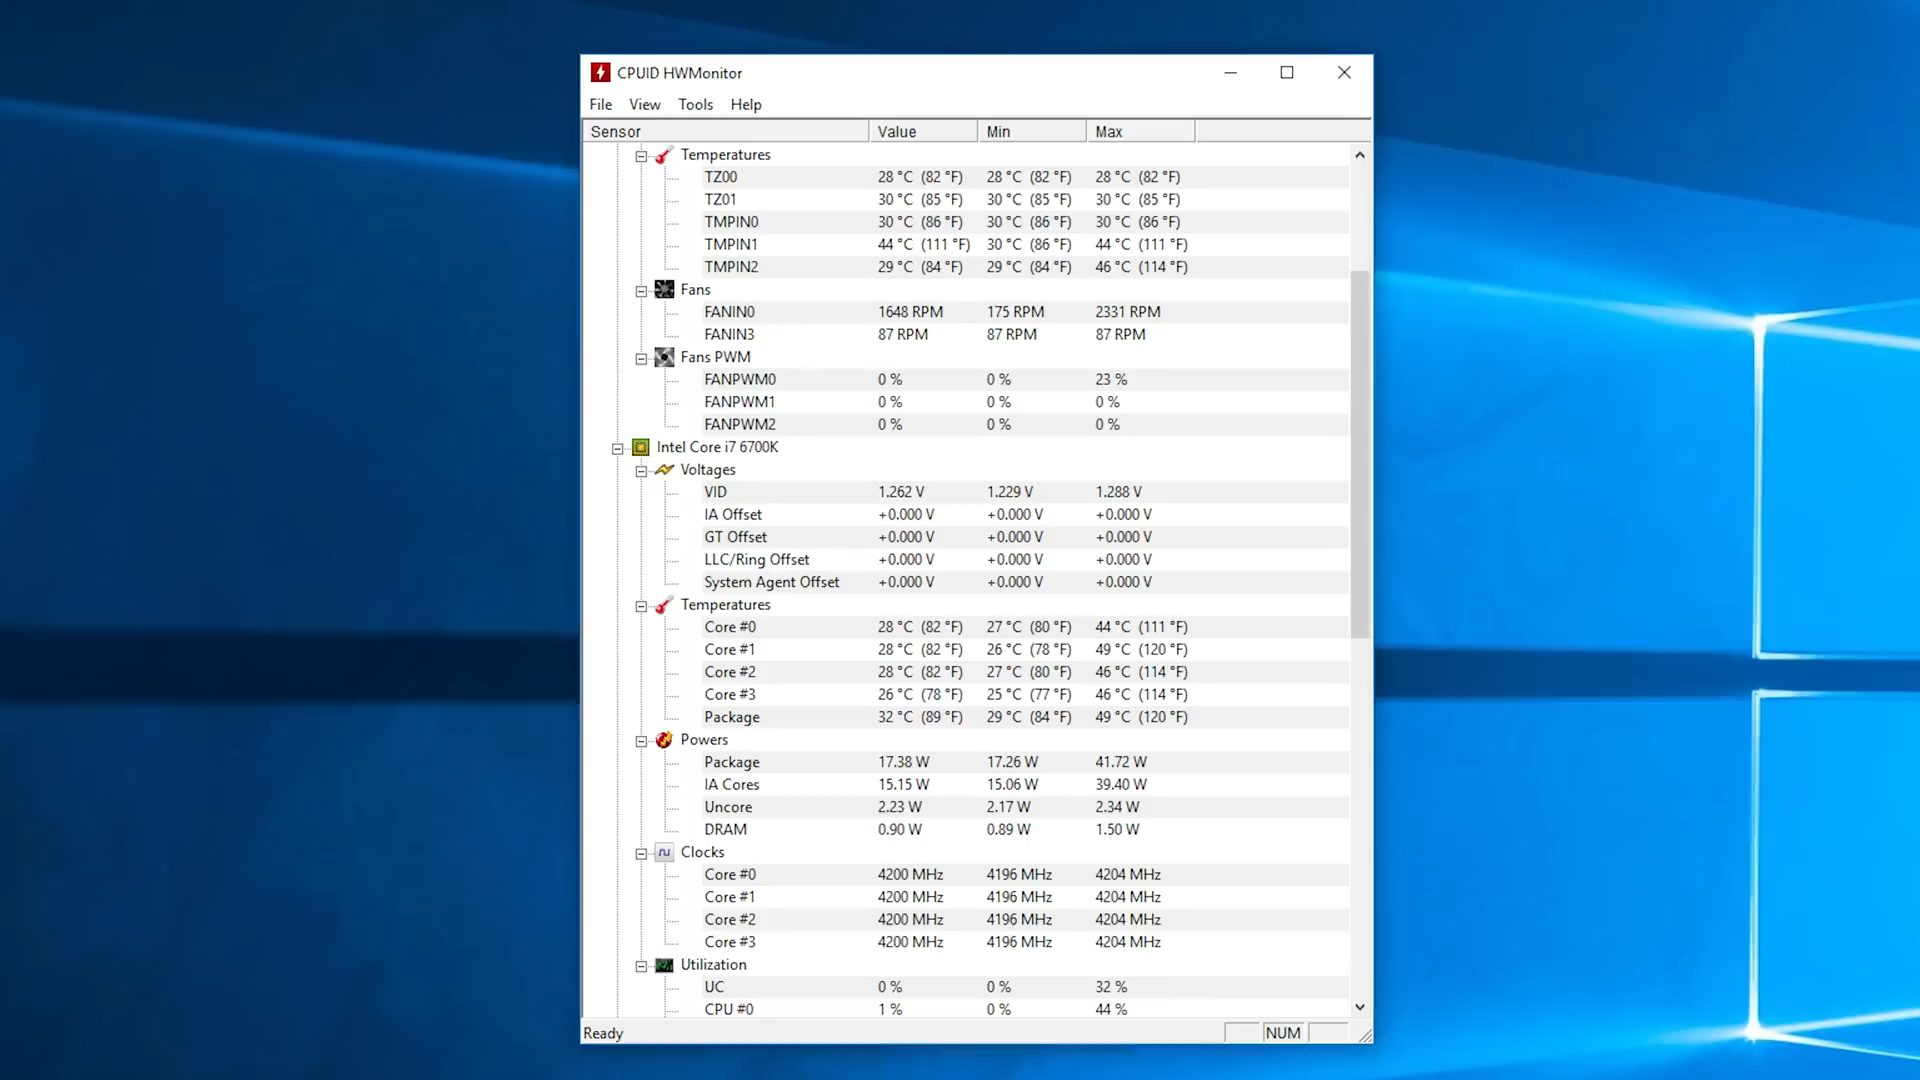 CPUID HWMonitor
File View Tools Help
Sensor Value Min Max
Temperatures
TZ00 28 °C (82 °F) 28 °C (82 °F) 28 °C (82 °F)
TZ01 30 °C (85 °F) 30 °C (85 °F) 30 °C (85 °F)
TMPIN0 30 °C (86 °F) 30 °C (86 °F) 30 °C (86 °F)
TMPIN1 44 °C (111 °F) 30 °C (86 °F) 44 °C (111 °F)
TMPIN2 29 °C (84 °F) 29 °C (84 °F) 46 °C (114 °F)
Fans
FANIN0 1648 RPM 175 RPM 2331 RPM
FANIN3 87 RPM 87 RPM 87 RPM
Fans PWM
FANPWM0 0 % 0 % 23 %
FANPWM1 0 % 0 % 0 %
FANPWM2 0 % 0 % 0 %
Intel Core i7 6700K
Voltages
VID 1.262 V 1.229 V 1.288 V
IA Offset +0.000 V +0.000 V +0.000 V
GT Offset +0.000 V +0.000 V +0.000 V
LLC/Ring Offset +0.000 V +0.000 V +0.000 V
System Agent Offset +0.000 V +0.000 V +0.000 V
Temperatures
Core #0 28 °C (82 °F) 27 °C (80 °F) 44 °C (111 °F)
Core #1 28 °C (82 °F) 26 °C (78 °F) 49 °C (120 °F)
Core #2 28 °C (82 °F) 27 °C (80 °F) 46 °C (114 °F)
Core #3 26 °C (78 °F) 25 °C (77 °F) 46 °C (114 °F)
Package 32 °C (89 °F) 29 °C (84 °F) 49 °C (120 °F)
Powers
Package 17.38 W 17.26 W 41.72 W
IA Cores 15.15 W 15.06 W 39.40 W
Uncore 2.23 W 2.17 W 2.34 W
DRAM 0.90 W 0.89 W 1.50 W
Clocks
Core #0 4200 MHz 4196 MHz 4204 MHz
Core #1 4200 MHz 4196 MHz 4204 MHz
Core #2 4200 MHz 4196 MHz 4204 MHz
Core #3 4200 MHz 4196 MHz 4204 MHz
Utilization
UC 0 % 0 % 32 %
CPU #0 1 % 0 % 44 %
Ready NUM